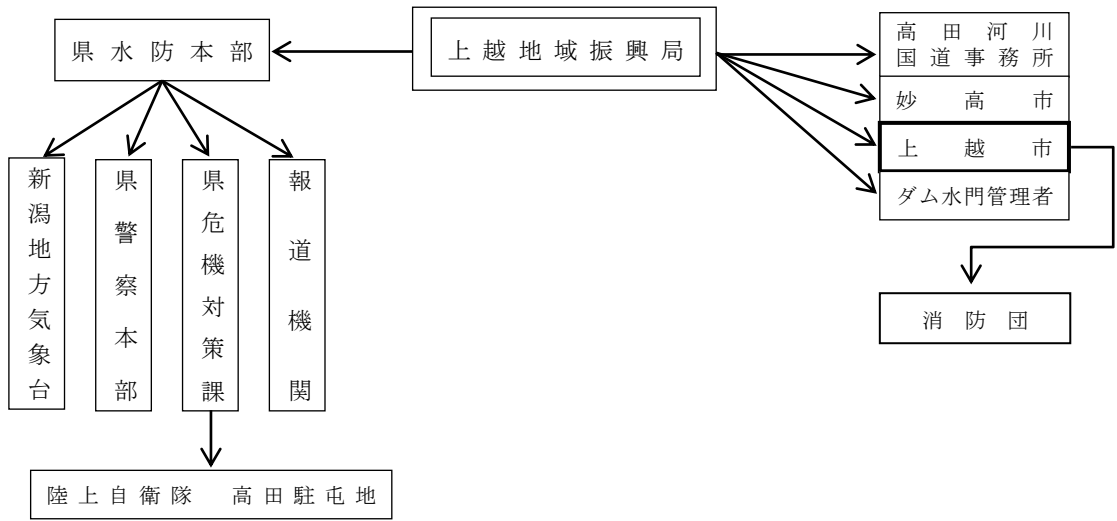 県水防本部
上越地域振興局
高田河川
国道事務所
妙高市
上越市
ダム水門管理者
消防団
新潟地方気象台
県警察本部
県危機対策課
報道機関
陸上自衛隊　高田駐屯地